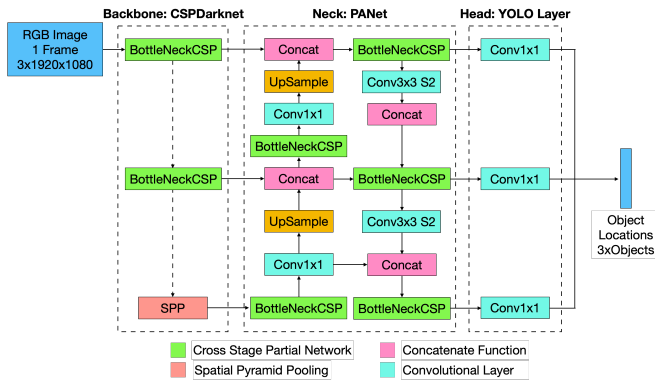 Backbone: CSPDarknet
Neck: PANet
Head: YOLO Layer
RGB Image
1 Frame
3x1920x1080
BottleNeckCSP
Concat
BottleNeckCSP
Conv1x1
UpSample
Conv3x3 S2
Conv1x1
Concat
BottleNeckCSP
BottleNeckCSP
Concat
BottleNeckCSP
Conv1x1
UpSample
Conv3x3 S2
Object
Locations
3xObjects
Conv1x1
Concat
SPP
BottleNeckCSP
BottleNeckCSP
Conv1x1
Cross Stage Partial Network
Concatenate Function
Spatial Pyramid Pooling
Convolutional Layer